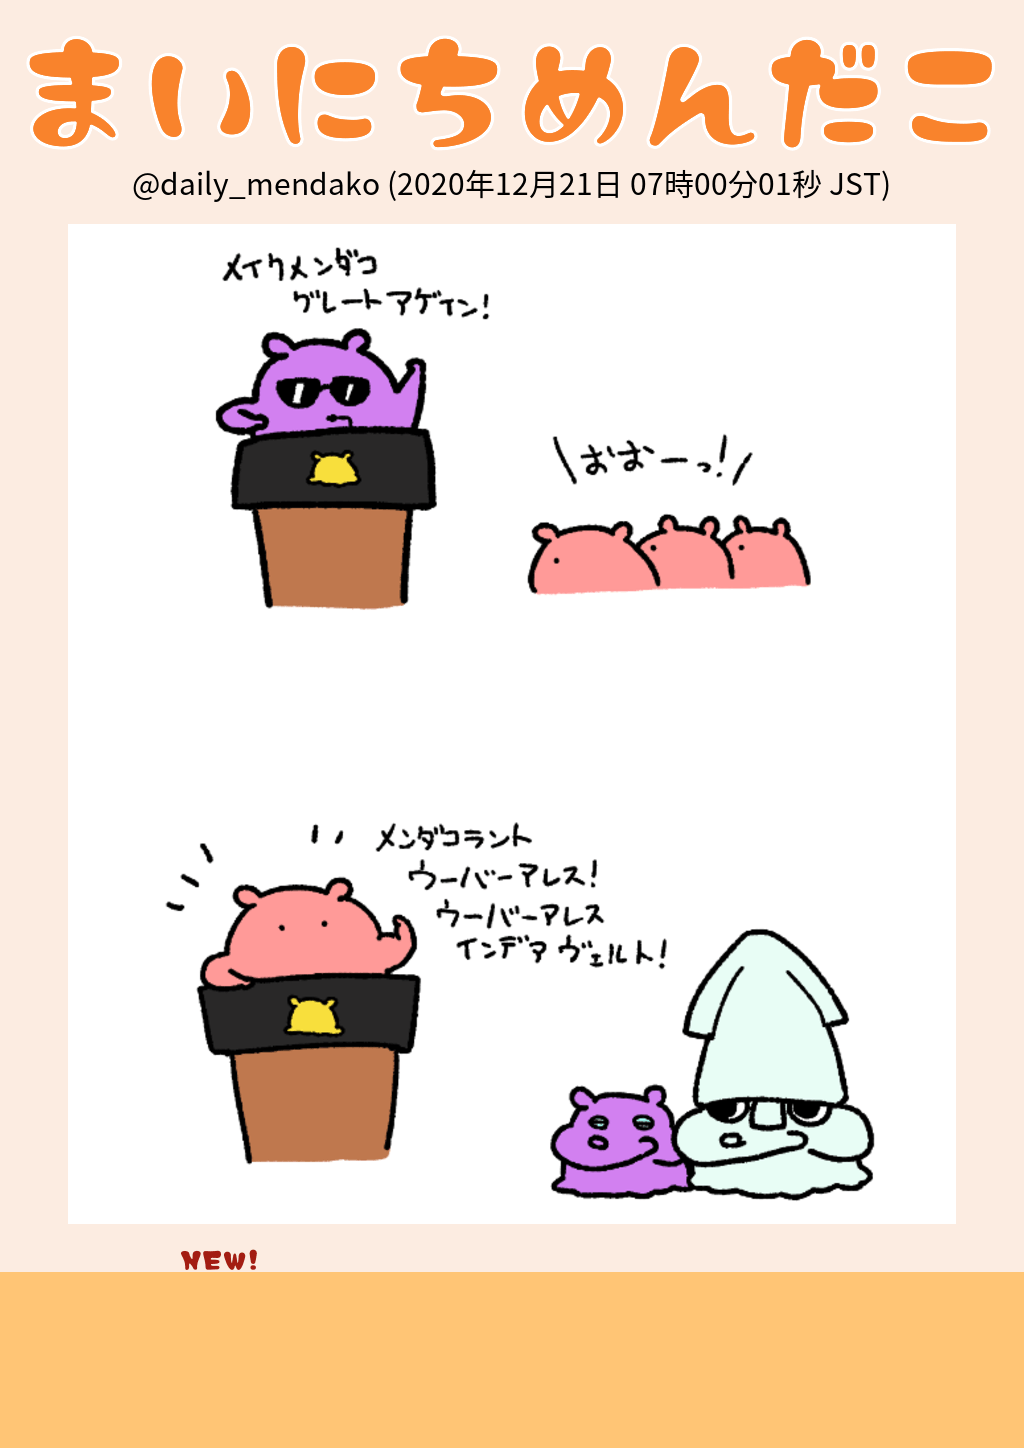 まいにちめんだこ
@daily_mendako (2020年12月21日 07時00分01秒 JST)
メイクメンダコ
グレートアゲイン!
おおーっ!
メンダコラント
ウーバーアレス!
ウーバーアレス
インデア ヴェルト!
NEW!